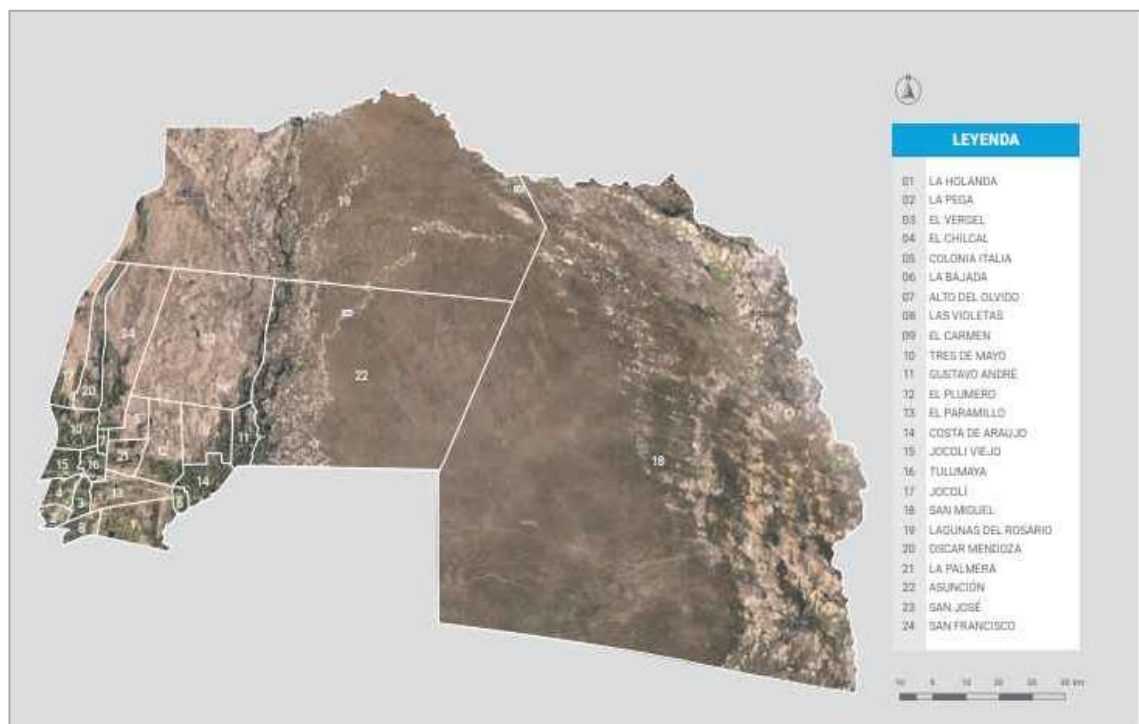 N
LEYENDA
01 LA HOLANDA
02 LA PEGA
03 EL VERGEL
04 EL CHILCAL
05 COLONIA ITALIA
06 LA BAJADA
07 ALTO DEL OLVIDO
08 LAS VIOLETAS
09 EL CARMEN
10 TRES DE MAYO
11 GUSTAVO ANDRÉ
12 EL PLUMERO
13 EL PARAMILLO
14 COSTA DE ARAUJO
15 JOCOLI VIEJO
16 TULUMAYA
17 JOCOLÍ
18 SAN MIGUEL
19 LAGUNAS DEL ROSARIO
20 OSCAR MENDOZA
21 LA PALMERA
22 ASUNCIÓN
23 SAN JOSÉ
24 SAN FRANCISCO
19
24
22
20
18
11
21
12
15
16
14
4
3